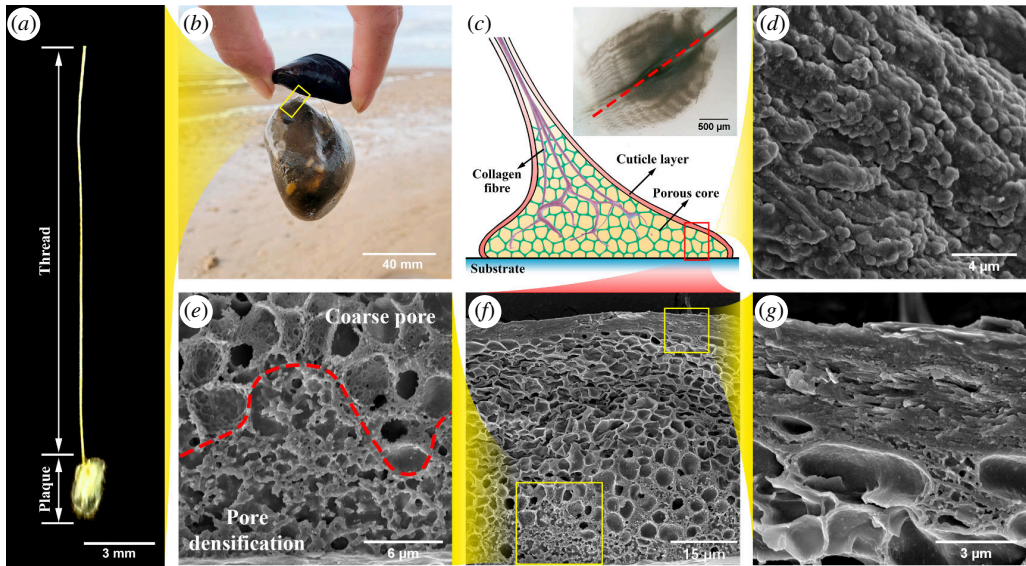 (a)
Thread
Plaque
3 mm
(b)
40 mm
(c)
500 µm
Collagen
fibre
Cuticle layer
Porous core
Substrate
(d)
4 µm
(e)
Coarse pore
Pore
densification
6 µm
(f)
15 µm
(g)
3 µm